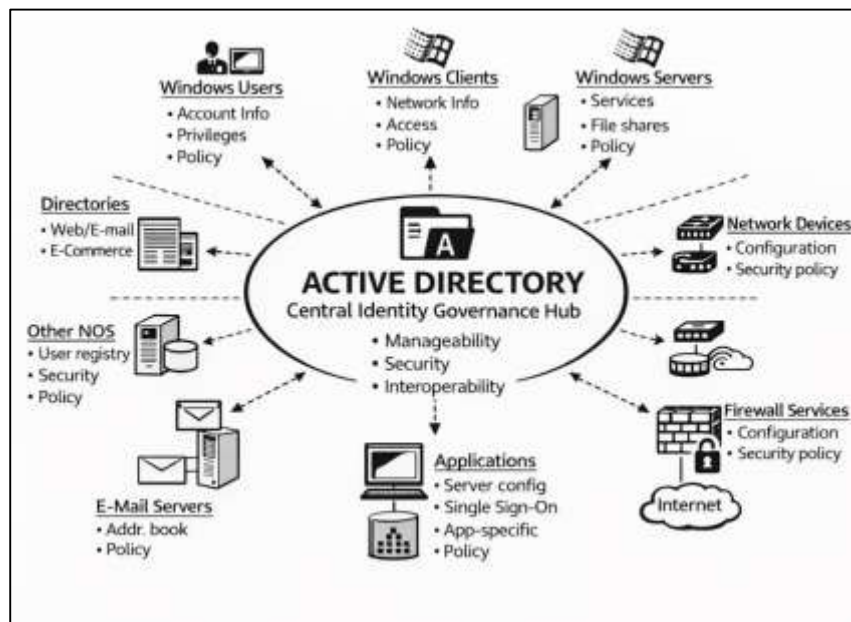 Windows Users
• Account Info
• Privileges
• Policy
Windows Clients
• Network Info
• Access
• Policy
Windows Servers
• Services
• File shares
• Policy
Directories
• Web/E-mail
• E-Commerce
A
ACTIVE DIRECTORY
Central Identity Governance Hub
• Manageability
• Security
• Interoperability
Network Devices
• Configuration
• Security policy
Other NOS
• User registry
• Security
• Policy
Firewall Services
• Configuration
• Security policy
Internet
E-Mail Servers
• Addr. book
• Policy
Applications
• Server config
• Single Sign-On
• App-specific
• Policy